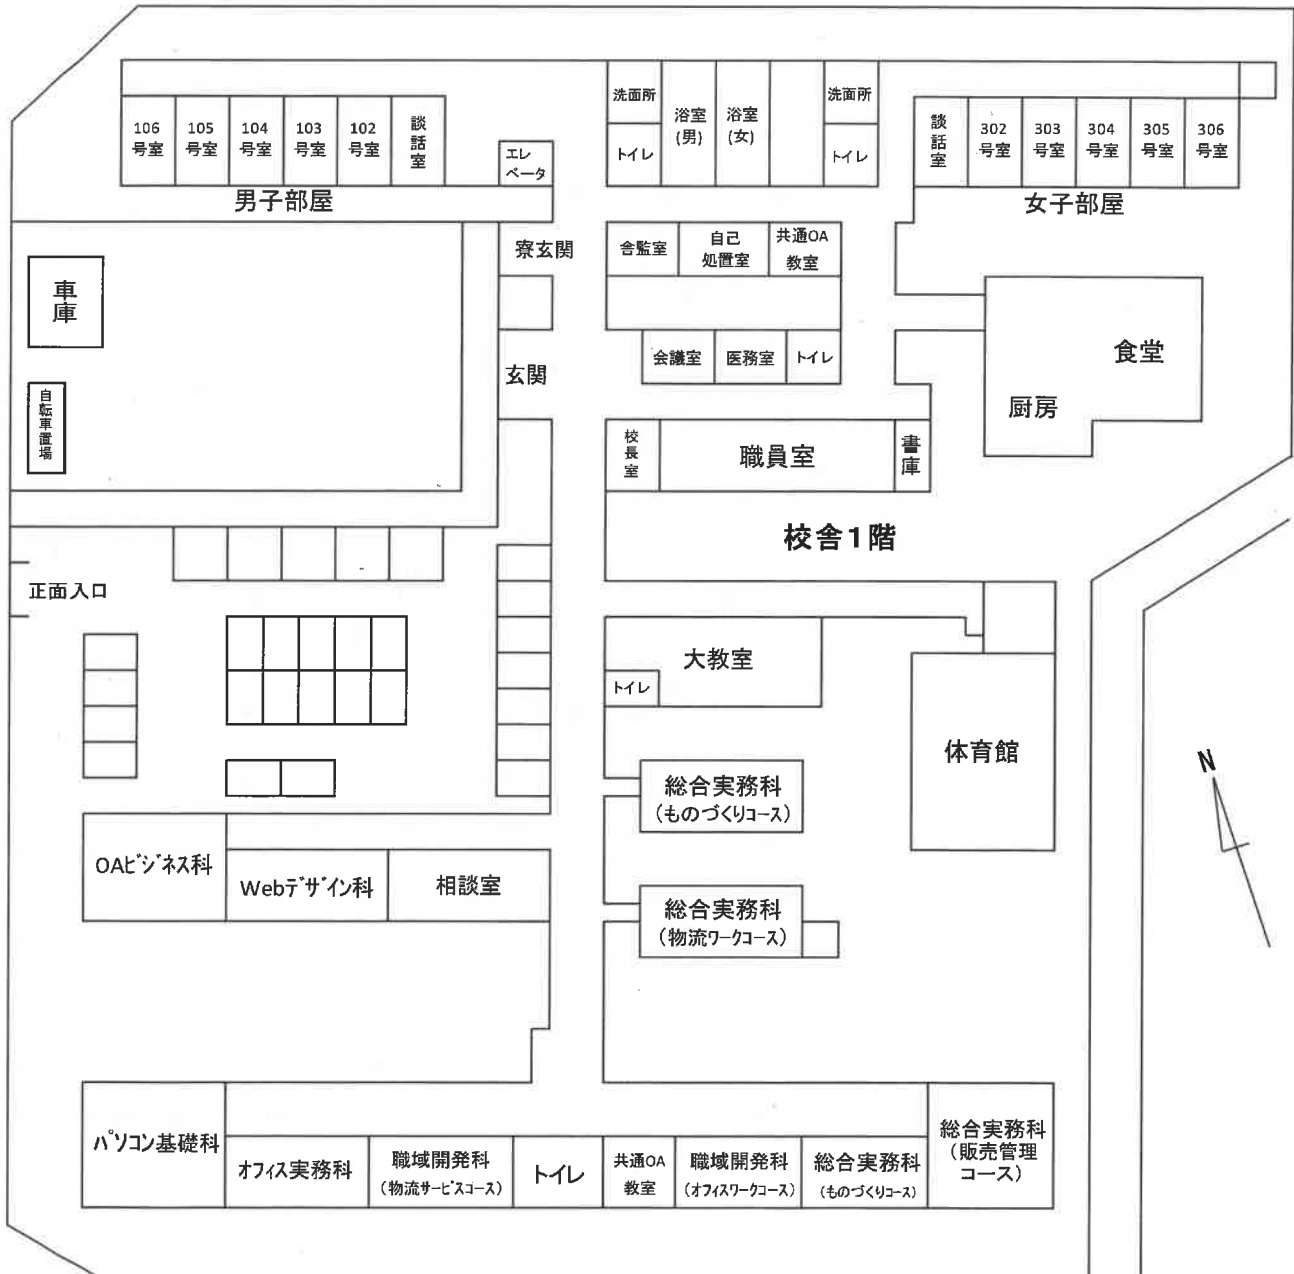 106
号室
105
号室
104
号室
103
号室
102
号室
談
話
室
エレ
ベータ
洗面所
トイレ
浴室
(男)
浴室
(女)
洗面所
トイレ
談
話
室
302
号室
303
号室
304
号室
305
号室
306
号室
男子部屋
女子部屋
寮玄関
舎監室
自己
処置室
共通OA
教室
車
庫
会議室
医務室
トイレ
食堂
玄関
厨房
自
転
車
置
場
校
長
室
職員室
書
庫
校舎1階
正面入口
大教室
トイレ
体育館
N
総合実務科
(ものづくりコース)
OAビジネス科
Webデザイン科
相談室
総合実務科
(物流ワークコース)
パソコン基礎科
オフィス実務科
職域開発科
(物流サービスコース)
トイレ
共通OA
教室
職域開発科
(オフィスワークコース)
総合実務科
(ものづくりコース)
総合実務科
(販売管理
コース)